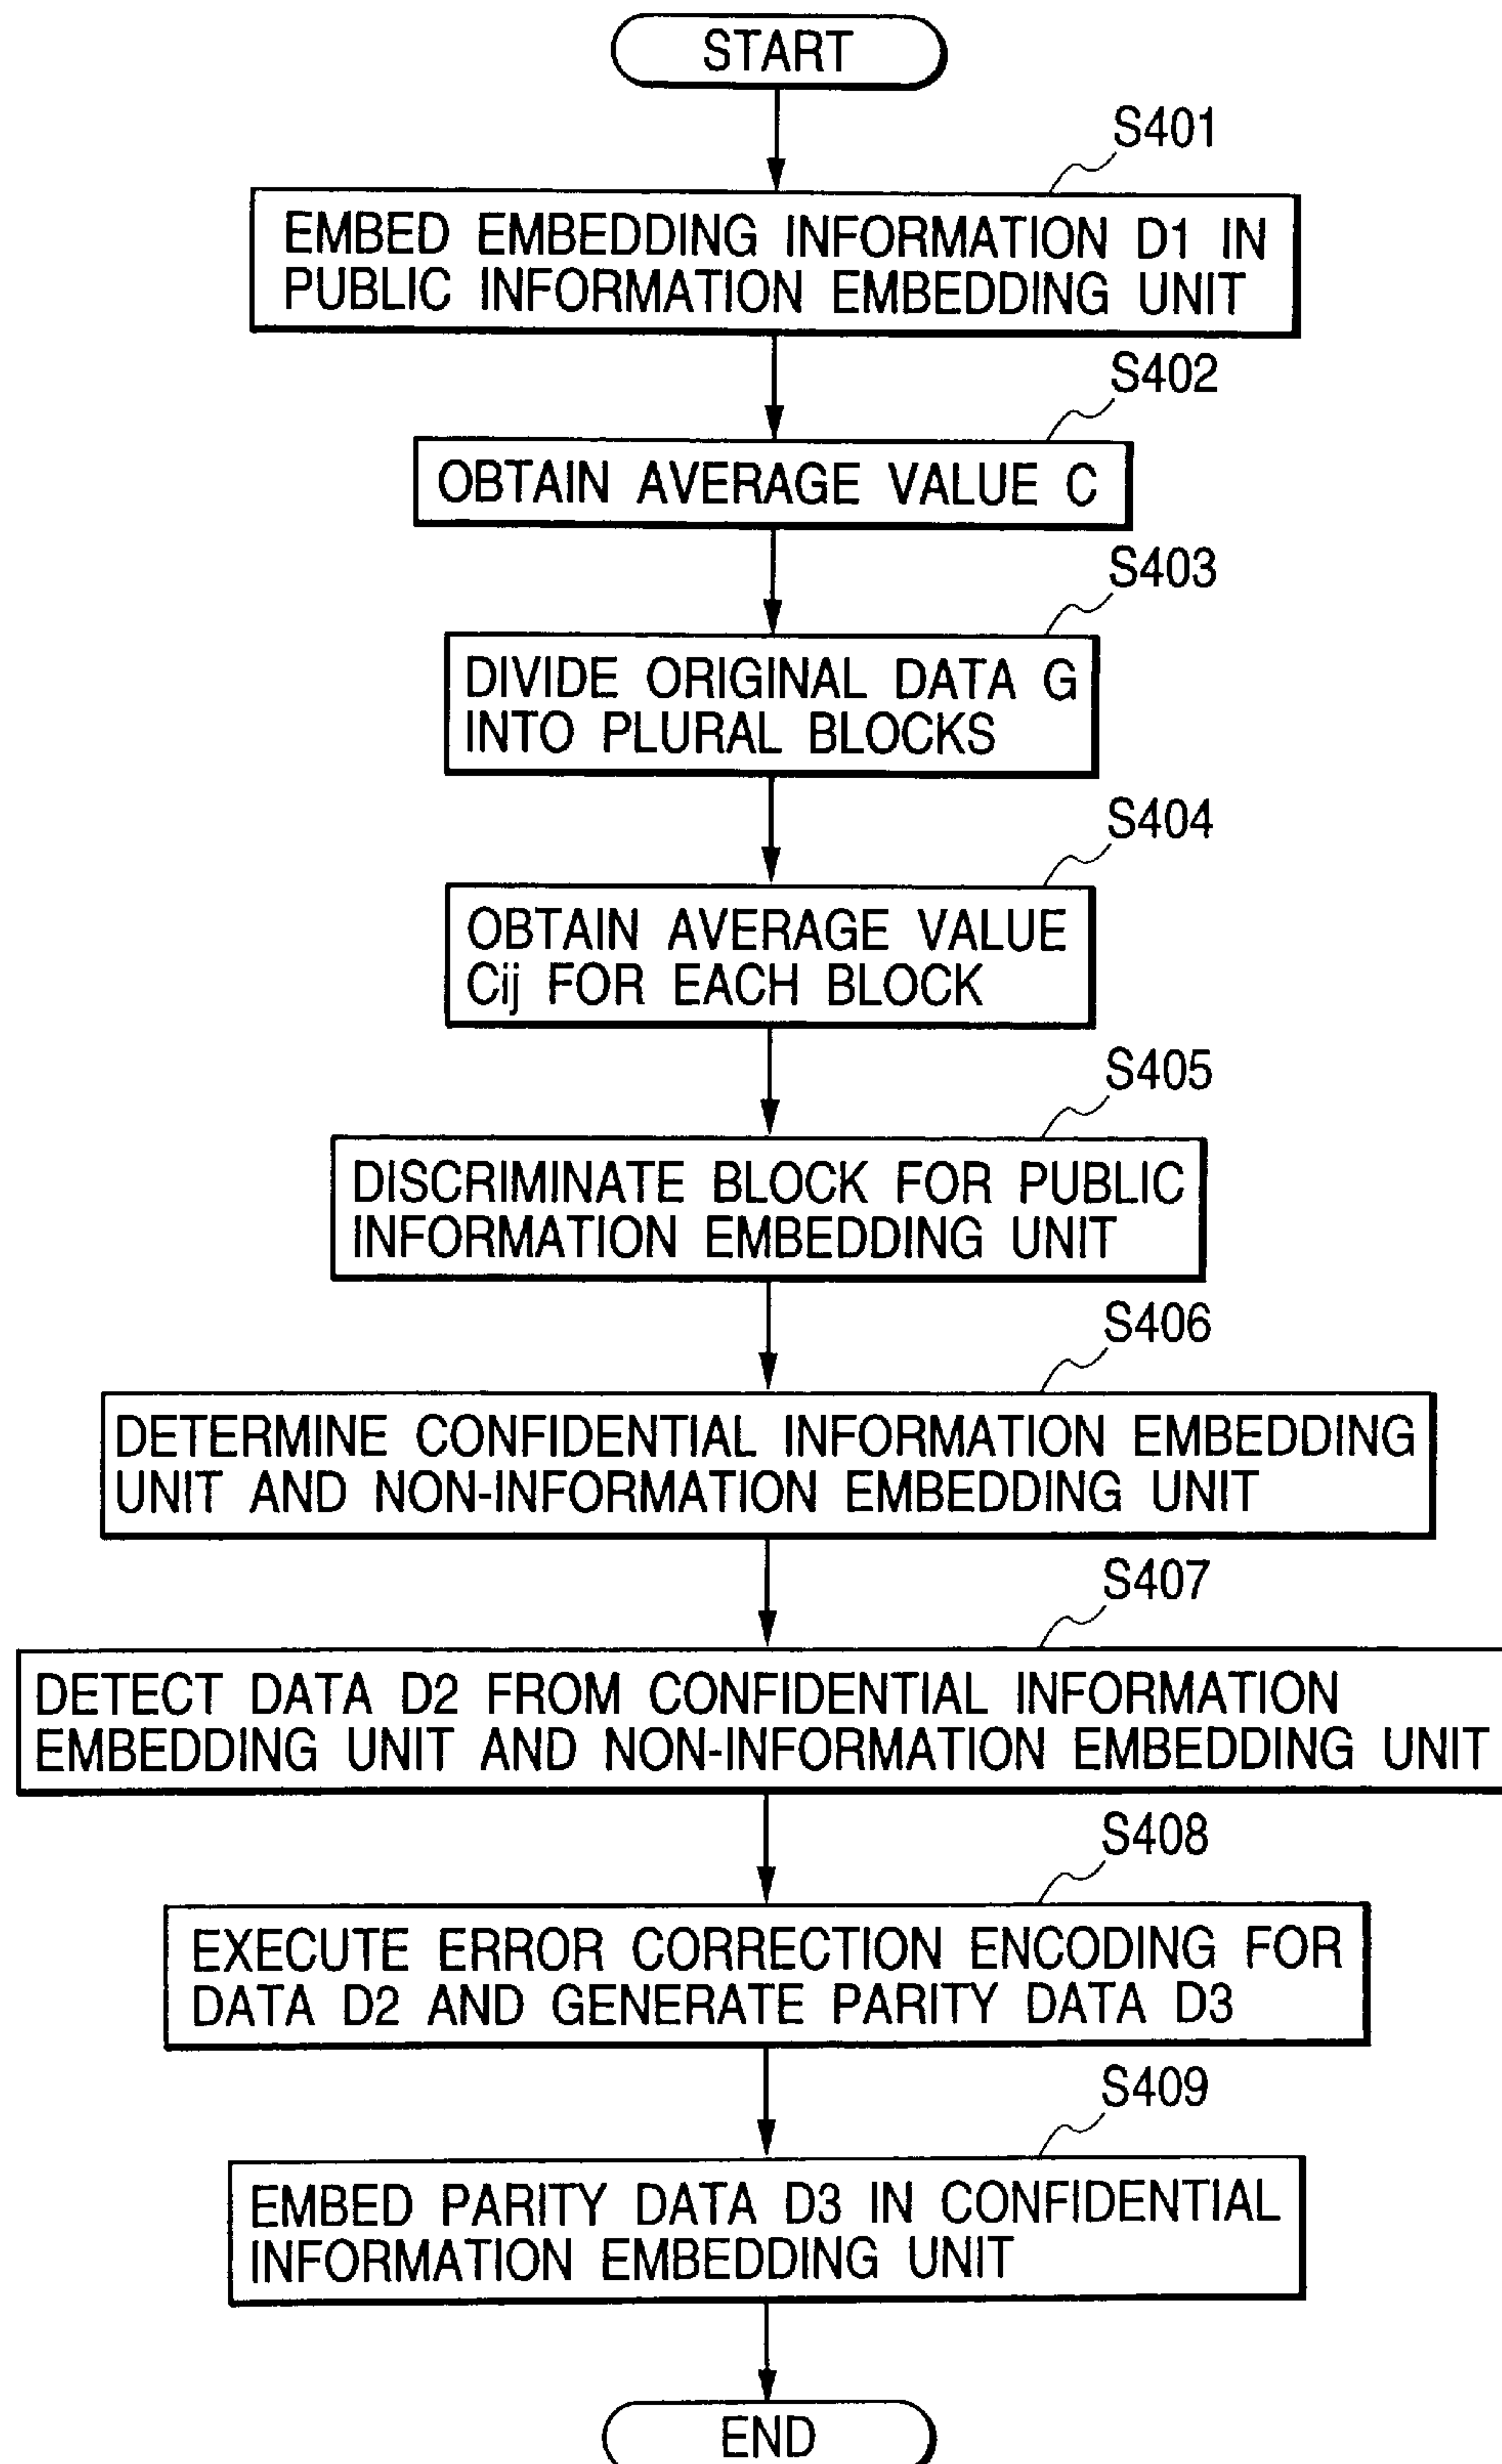 START
S401
EMBED EMBEDDING INFORMATION D1 IN
PUBLIC INFORMATION EMBEDDING UNIT
S402
OBTAIN AVERAGE VALUE C
S403
DIVIDE ORIGINAL DATA G
INTO PLURAL BLOCKS
S404
OBTAIN AVERAGE VALUE
Cij FOR EACH BLOCK
S405
DISCRIMINATE BLOCK FOR PUBLIC
INFORMATION EMBEDDING UNIT
S406
DETERMINE CONFIDENTIAL INFORMATION EMBEDDING
UNIT AND NON-INFORMATION EMBEDDING UNIT
S407
DETECT DATA D2 FROM CONFIDENTIAL INFORMATION
EMBEDDING UNIT AND NON-INFORMATION EMBEDDING UNIT
S408
EXECUTE ERROR CORRECTION ENCODING FOR
DATA D2 AND GENERATE PARITY DATA D3
S409
EMBED PARITY DATA D3 IN CONFIDENTIAL
INFORMATION EMBEDDING UNIT
END